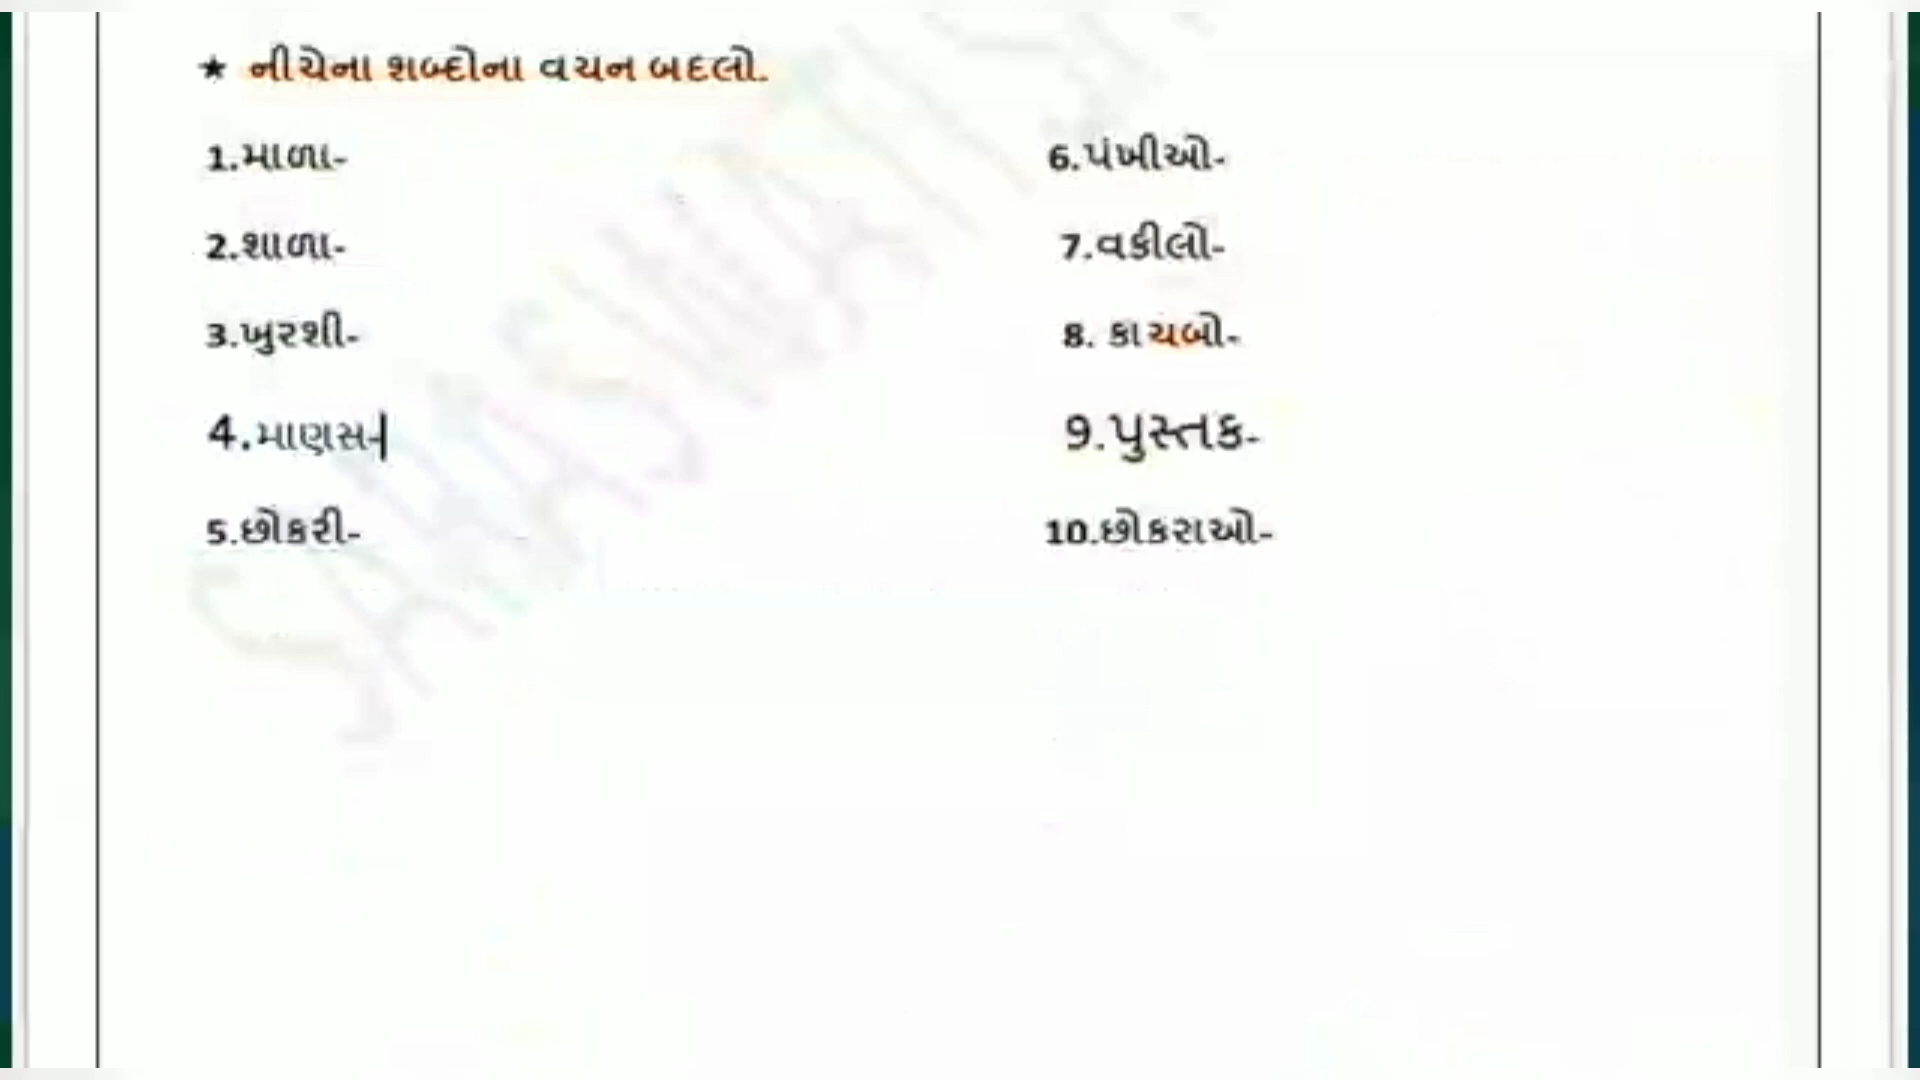 ★ નીચેના શબ્દોના વચન બદલો.
1.માળા-
6.પંખીઓ-
2.શાળા-
7.વકીલો-
3.ખુરશી-
8. કાચબો-
4.માણસ-
9.પુસ્તક-
5.છોકરી-
10.છોકરાઓ-